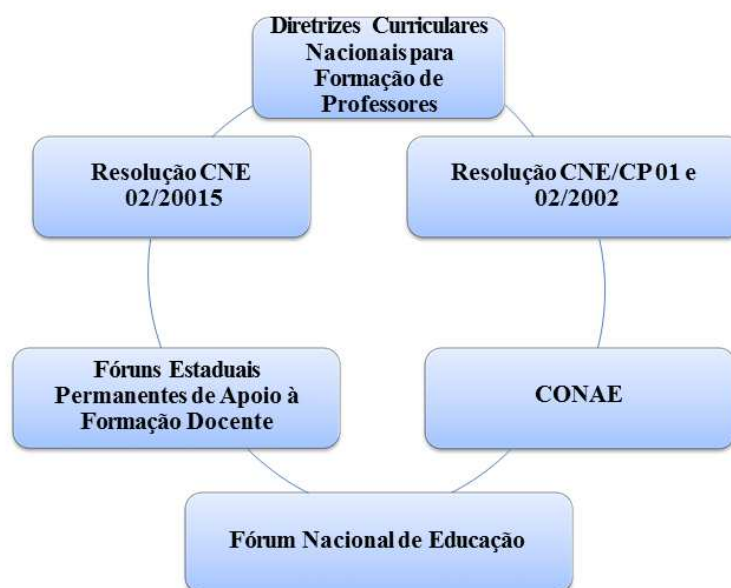 Diretrizes Curriculares
Nacionais para
Formação de
Professores
Resolução CNE
02/20015
Resolução CNE/CP 01 e
02/2002
Fóruns Estaduais
Permanentes de Apoio à
Formação Docente
CONAE
Fórum Nacional de Educação